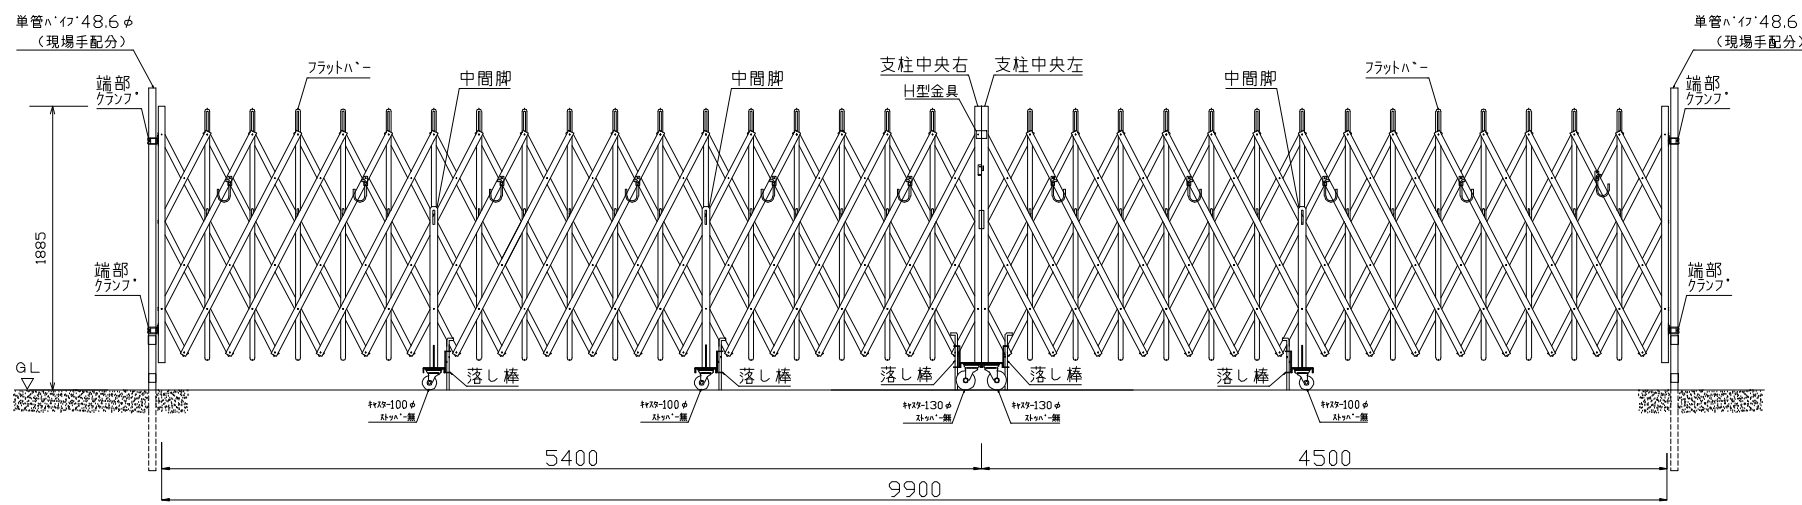 単管ﾊﾟｲﾌﾟ48.6φ
（現場手配分）
端部
ｸﾗﾝﾌﾟ
フラットバー
中間脚
中間脚
支柱中央右
支柱中央左
H型金具
中間脚
フラットバー
単管ﾊﾟｲﾌﾟ48.6
（現場手配分）
端部
ｸﾗﾝﾌﾟ
1885
端部
ｸﾗﾝﾌﾟ
端部
ｸﾗﾝﾌﾟ
GL
落し棒
落し棒
落し棒
落し棒
落し棒
ｷｬｽﾀｰ100φ
ｽﾄｯﾊﾟｰ無
ｷｬｽﾀｰ100φ
ｽﾄｯﾊﾟｰ無
ｷｬｽﾀｰ130φ
ｽﾄｯﾊﾟｰ無
ｷｬｽﾀｰ130φ
ｽﾄｯﾊﾟｰ無
ｷｬｽﾀｰ100φ
ｽﾄｯﾊﾟｰ無
5400
4500
9900